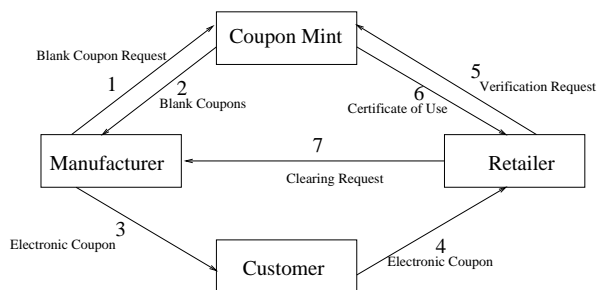 Coupon Mint
Blank Coupon Request
1
2
Blank Coupons
5
Verification Request
6
Certificate of Use
Manufacturer
7
Clearing Request
Retailer
3
Electronic Coupon
4
Electronic Coupon
Customer